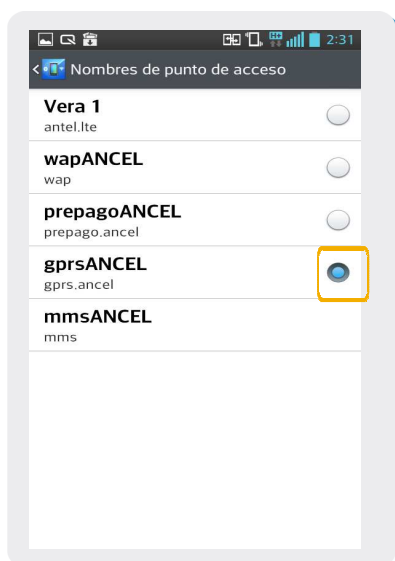 2:31
Nombres de punto de acceso
Vera 1
antel.lte
wapANCEL
wap
prepagoANCEL
prepago.ancel
gprsANCEL
gprs.ancel
mmsANCEL
mms